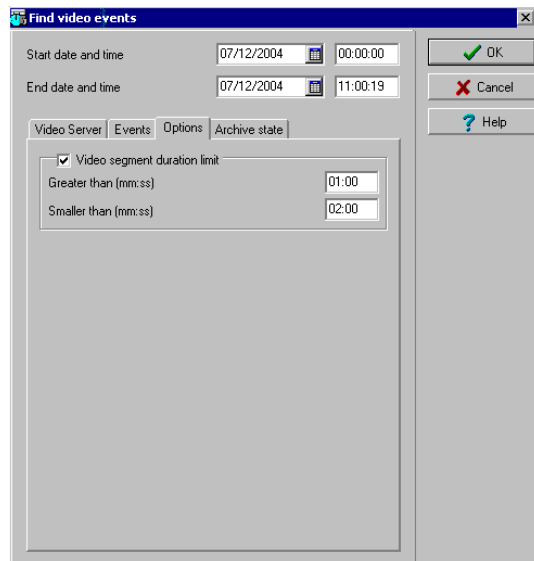 Find video events
Start date and time 07/12/2004 00:00:00
End date and time 07/12/2004 11:00:19
OK
Cancel
Help
Video Server Events Options Archive state
Video segment duration limit
Greater than (mm:ss) 01:00
Smaller than (mm:ss) 02:00